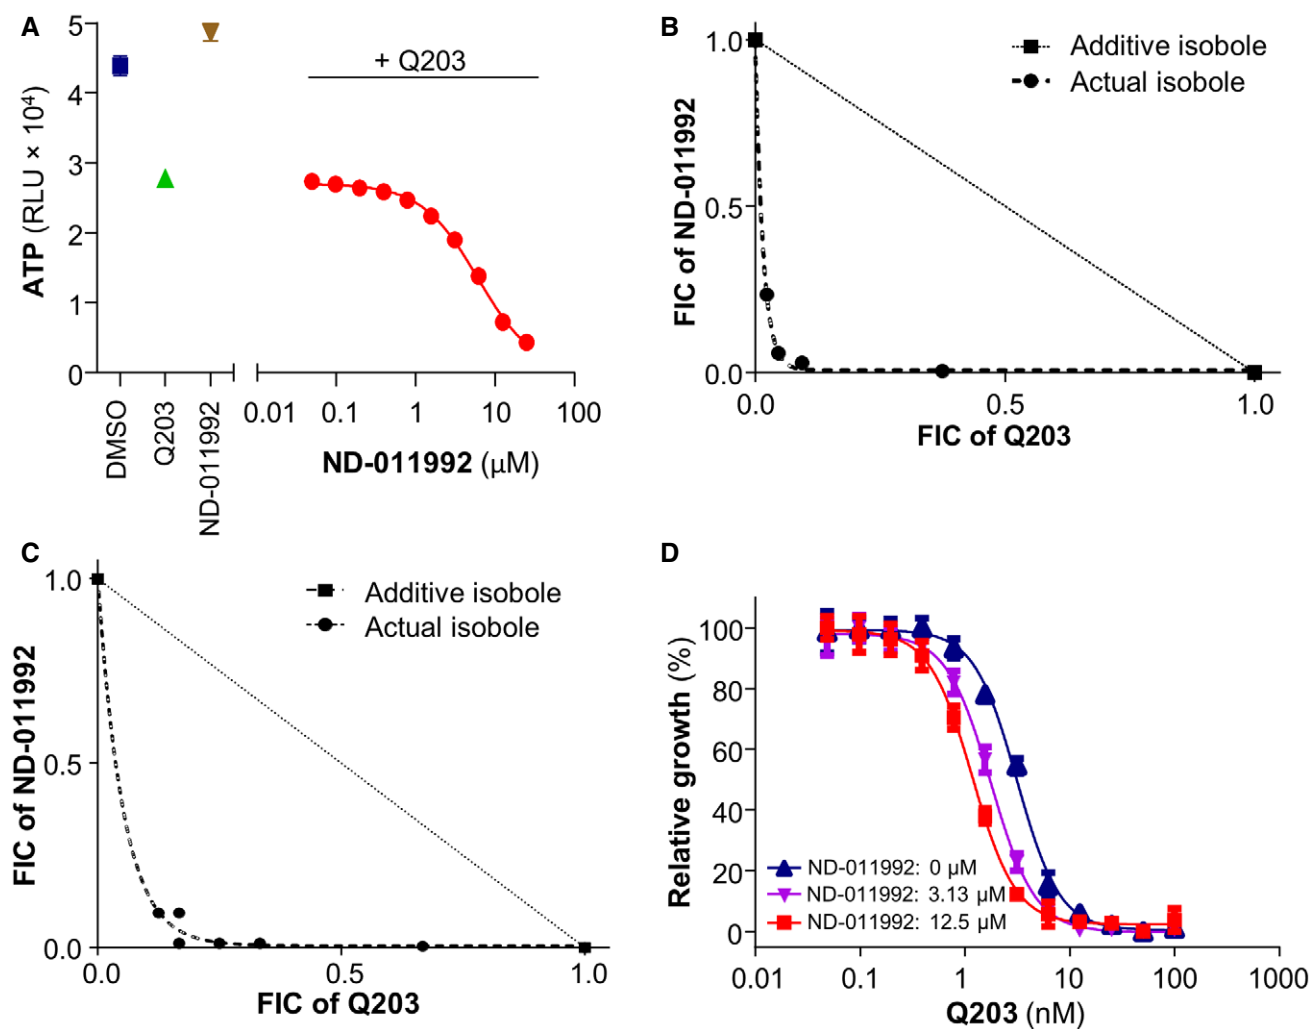 A
ATP (RLU × 10⁴)
5
4
3
2
1
0
+ Q203
DMSO
Q203
ND-011992
0.01 0.1 1 10 100
ND-011992 (μM)
B
FIC of ND-011992
1.0
0.5
0.0
Additive isobole
Actual isobole
0.0 0.5 1.0
FIC of Q203
C
FIC of ND-011992
1.0
0.5
0.0
Additive isobole
Actual isobole
0.0 0.5 1.0
FIC of Q203
D
Relative growth (%)
100
80
60
40
20
0
ND-011992: 0 μM
ND-011992: 3.13 μM
ND-011992: 12.5 μM
0.01 0.1 1 10 100 1000
Q203 (nM)